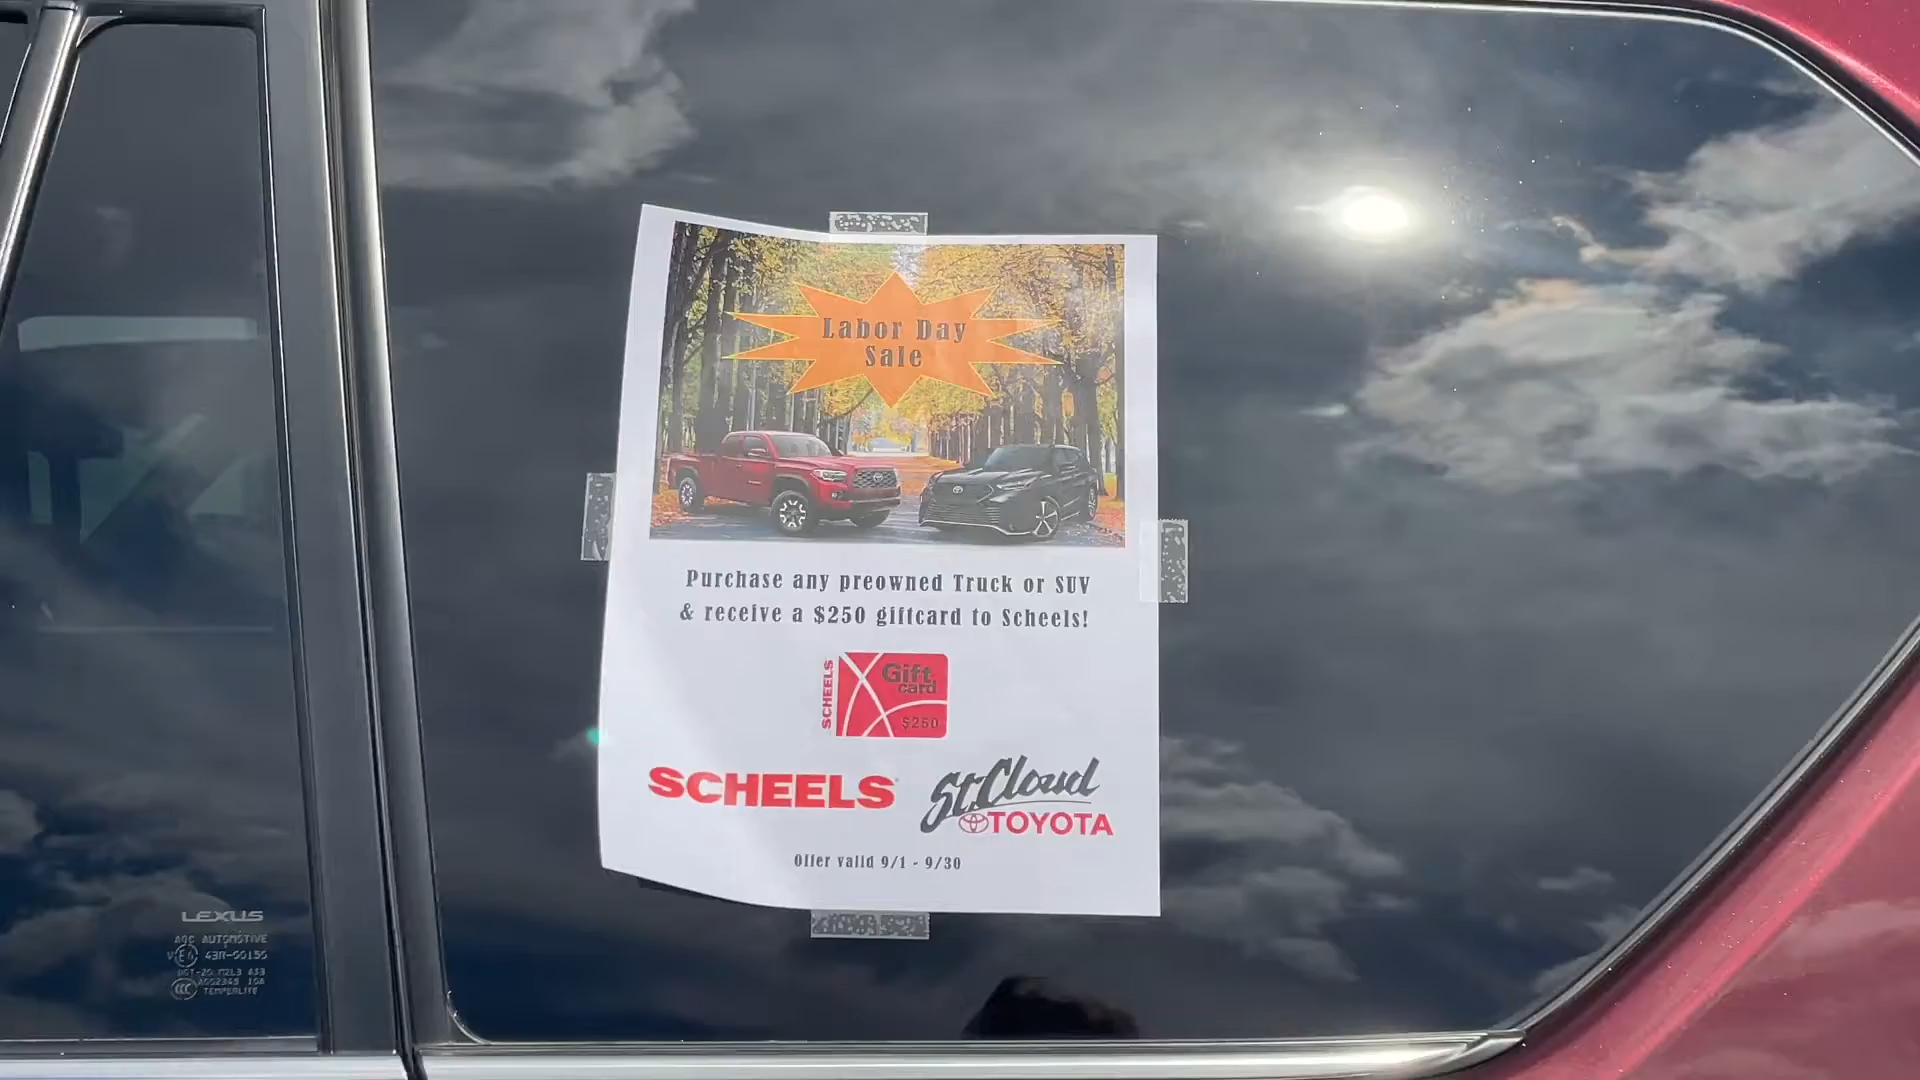 Labor Day
Sale
Purchase any preowned Truck or SUV
& receive a $250 giftcard to Scheels!
SCHEELS
Gift
card
$250
SCHEELS
St.Cloud
TOYOTA
Offer valid 9/1 - 9/30
LEXUS
AGC AUTOMOTIVE
TEMPERLITE